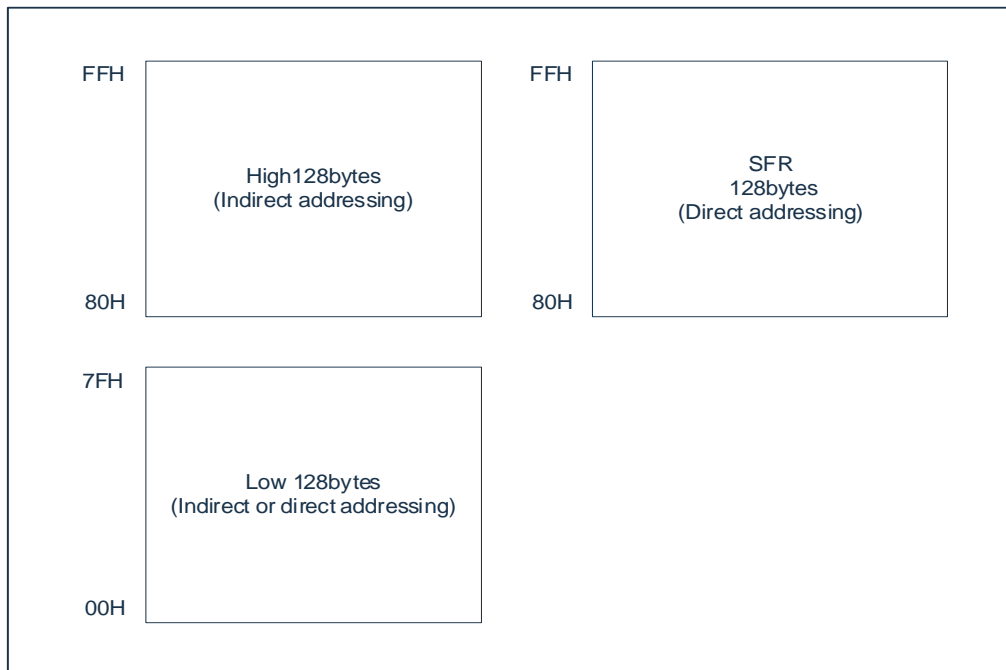 FFH
High128bytes
(Indirect addressing)
80H
FFH
SFR
128bytes
(Direct addressing)
80H
7FH
Low 128bytes
(Indirect or direct addressing)
00H